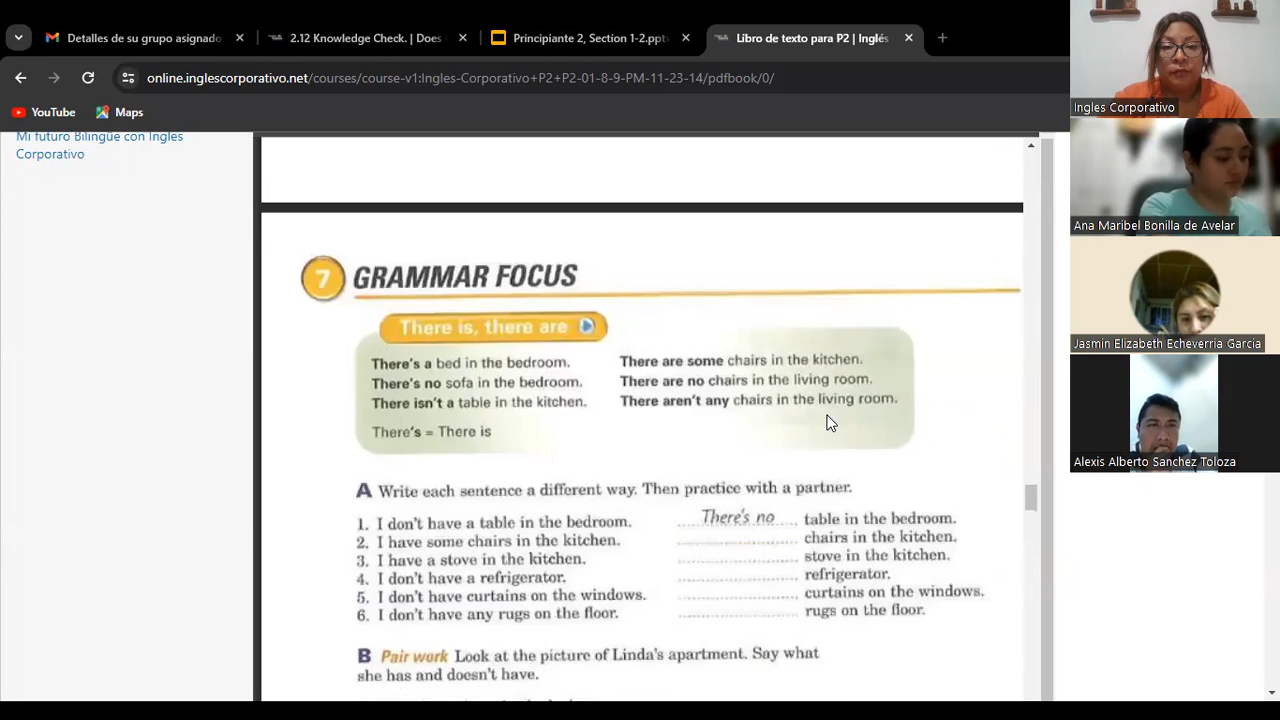 Detalles de su grupo asignado
2.12 Knowledge Check. | Does
Principiante 2, Section 1-2.ppt
Libro de texto para P2 | Inglés
online.inglescorporativo.net/courses/course-v1:Ingles-Corporativo+P2+P2-01-8-9-PM-11-23-14/pdfbook/0/
YouTube
Maps
Mi futuro Bilingüe con Ingles
Corporativo
7 GRAMMAR FOCUS
There is, there are
There's a bed in the bedroom.
There's no sofa in the bedroom.
There isn't a table in the kitchen.
There's = There is
There are some chairs in the kitchen.
There are no chairs in the living room.
There aren't any chairs in the living room.
A Write each sentence a different way. Then practice with a partner.
1. I don't have a table in the bedroom. There's no table in the bedroom.
2. I have some chairs in the kitchen. chairs in the kitchen.
3. I have a stove in the kitchen. stove in the kitchen.
4. I don't have a refrigerator. refrigerator.
5. I don't have curtains on the windows. curtains on the windows.
6. I don't have any rugs on the floor. rugs on the floor.
B Pair work Look at the picture of Linda's apartment. Say what
she has and doesn't have.
Ingles Corporativo
Ana Maribel Bonilla de Avelar
Jasmin Elizabeth Echeverria Garcia
Alexis Alberto Sanchez Toloza